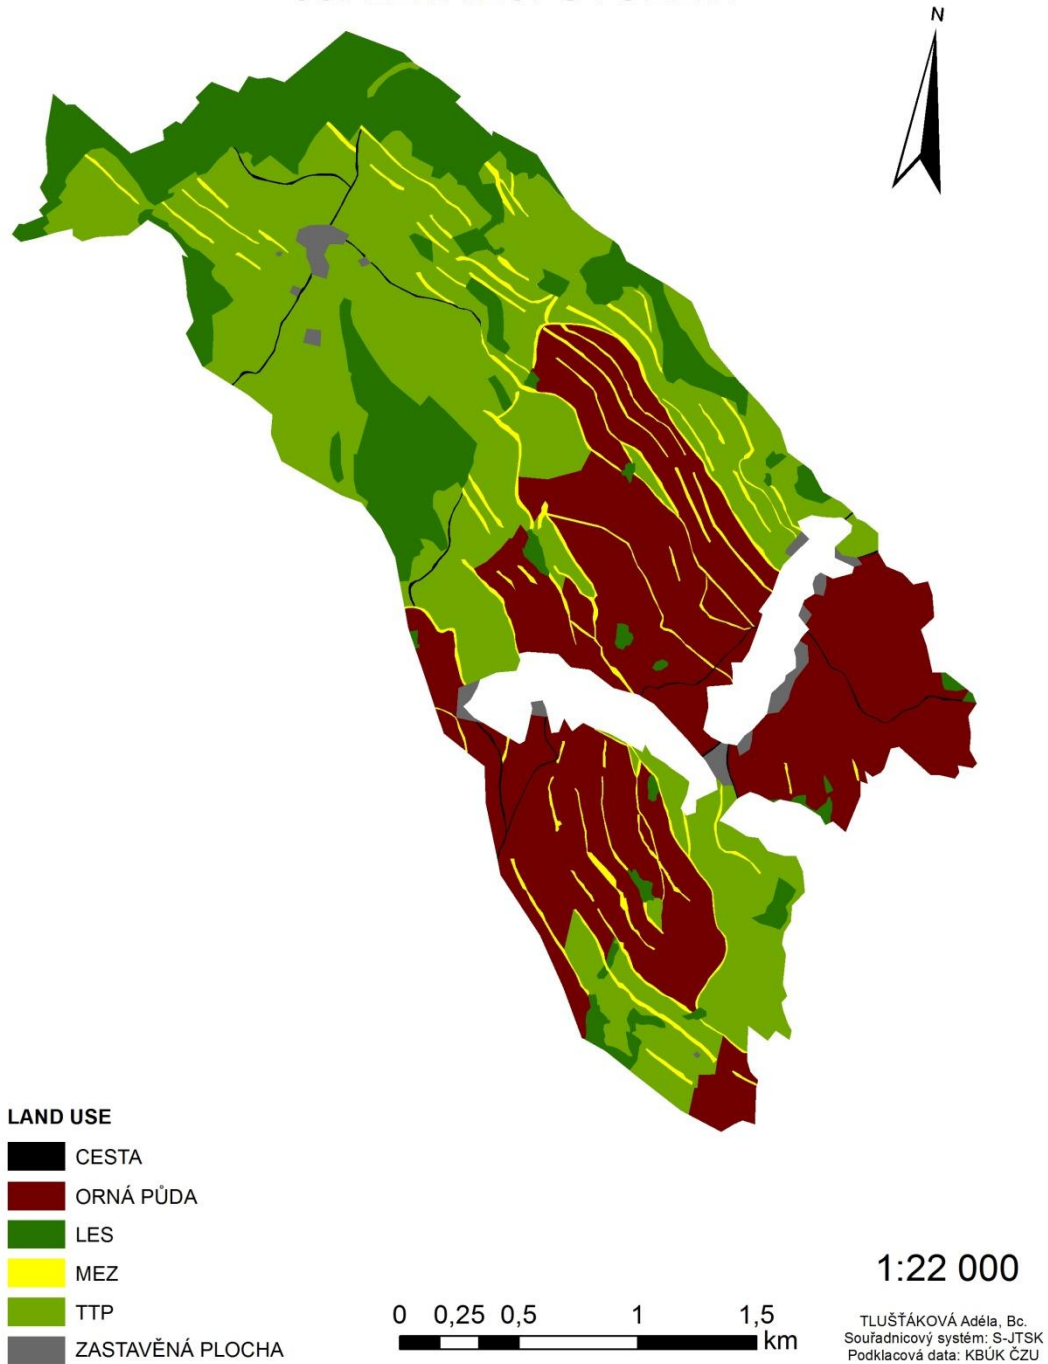 N
LAND USE
CESTA
ORNÁ PŮDA
LES
MEZ
TTP
ZASTAVĚNÁ PLOCHA
0 0,25 0,5 1 1,5
km
1:22 000
TLUŠŤÁKOVÁ Adéla, Bc.
Souřadnicový systém: S-JTSK
Podklacová data: KBÚK ČZU